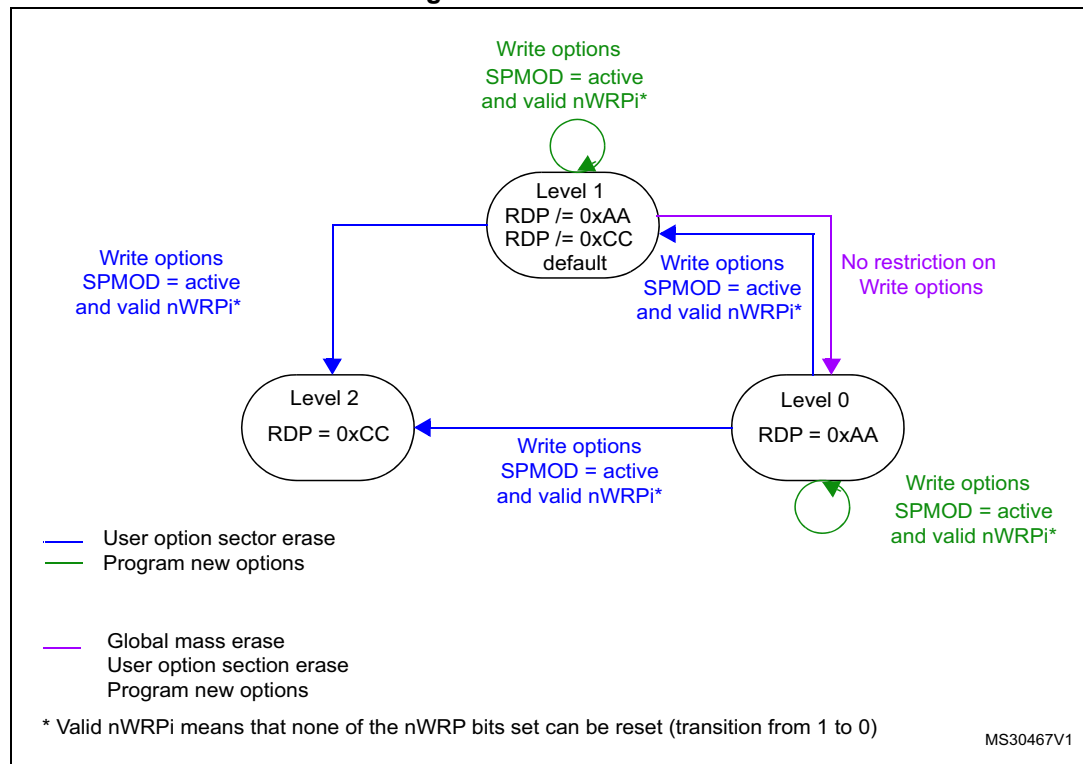 Write options
SPMOD = active
and valid nWRPi*
Level 1
RDP /= 0xAA
RDP /= 0xCC
default
Write options
SPMOD = active
and valid nWRPi*
Write options
SPMOD = active
and valid nWRPi*
No restriction on
Write options
Level 2
RDP = 0xCC
Level 0
RDP = 0xAA
Write options
SPMOD = active
and valid nWRPi*
Write options
SPMOD = active
and valid nWRPi*
User option sector erase
Program new options
Global mass erase
User option section erase
Program new options
* Valid nWRPi means that none of the nWRP bits set can be reset (transition from 1 to 0)
MS30467V1